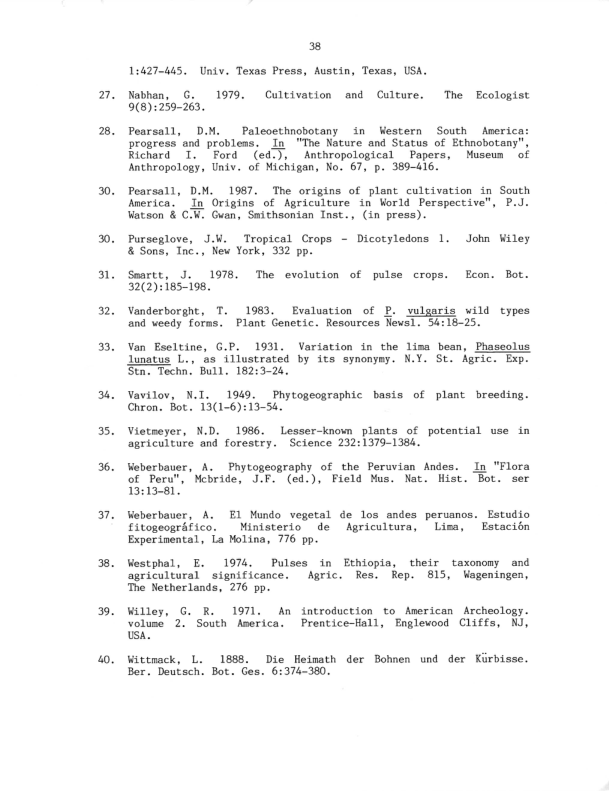 38
1:427-445. Univ. Texas Press, Austin, Texas, USA.
27. Nabhan, G. 1979. Cultivation and Culture. The Ecologist
9(8):259-263.
28. Pearsall, D.M. Paleoethnobotany in Western South America:
progress and problems. In "The Nature and Status of Ethnobotany",
Richard I. Ford (ed.), Anthropological Papers, Museum of
Anthropology, Univ. of Michigan, No. 67, p. 389-416.
30. Pearsall, D.M. 1987. The origins of plant cultivation in South
America. In Origins of Agriculture in World Perspective", P.J.
Watson & C.W. Gwan, Smithsonian Inst., (in press).
30. Purseglove, J.W. Tropical Crops - Dicotyledons 1. John Wiley
& Sons, Inc., New York, 332 pp.
31. Smartt, J. 1978. The evolution of pulse crops. Econ. Bot.
32(2):185-198.
32. Vanderborght, T. 1983. Evaluation of P. vulgaris wild types
and weedy forms. Plant Genetic. Resources Newsl. 54:18-25.
33. Van Eseltine, G.P. 1931. Variation in the lima bean, Phaseolus
lunatus L., as illustrated by its synonymy. N.Y. St. Agric. Exp.
Stn. Techn. Bull. 182:3-24.
34. Vavilov, N.I. 1949. Phytogeographic basis of plant breeding.
Chron. Bot. 13(1-6):13-54.
35. Vietmeyer, N.D. 1986. Lesser-known plants of potential use in
agriculture and forestry. Science 232:1379-1384.
36. Weberbauer, A. Phytogeography of the Peruvian Andes. In "Flora
of Peru", Mcbride, J.F. (ed.), Field Mus. Nat. Hist. Bot. ser
13:13-81.
37. Weberbauer, A. El Mundo vegetal de los andes peruanos. Estudio
fitogeográfico. Ministerio de Agricultura, Lima, Estación
Experimental, La Molina, 776 pp.
38. Westphal, E. 1974. Pulses in Ethiopia, their taxonomy and
agricultural significance. Agric. Res. Rep. 815, Wageningen,
The Netherlands, 276 pp.
39. Willey, G. R. 1971. An introduction to American Archeology.
volume 2. South America. Prentice-Hall, Englewood Cliffs, NJ,
USA.
40. Wittmack, L. 1888. Die Heimath der Bohnen und der Kürbisse.
Ber. Deutsch. Bot. Ges. 6:374-380.